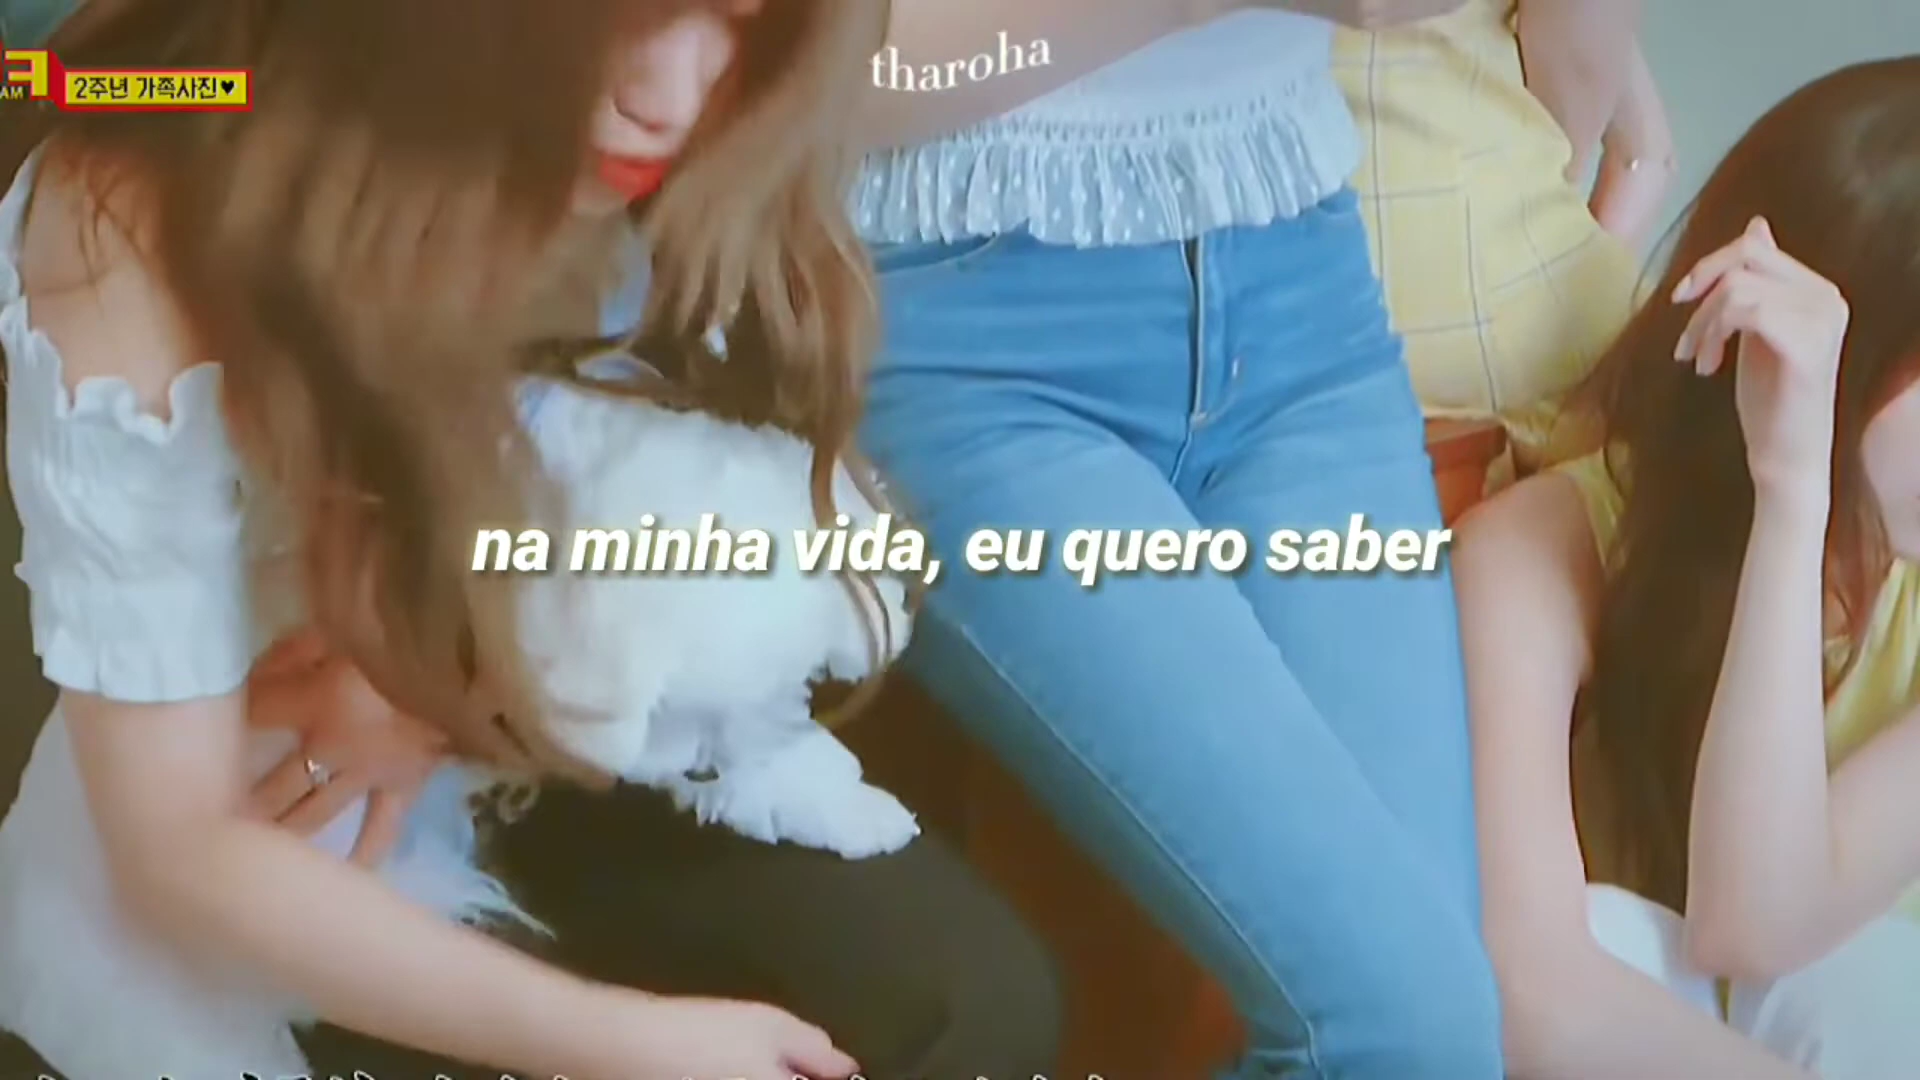 tharoha
2주년 가족사진♥
na minha vida, eu quero saber